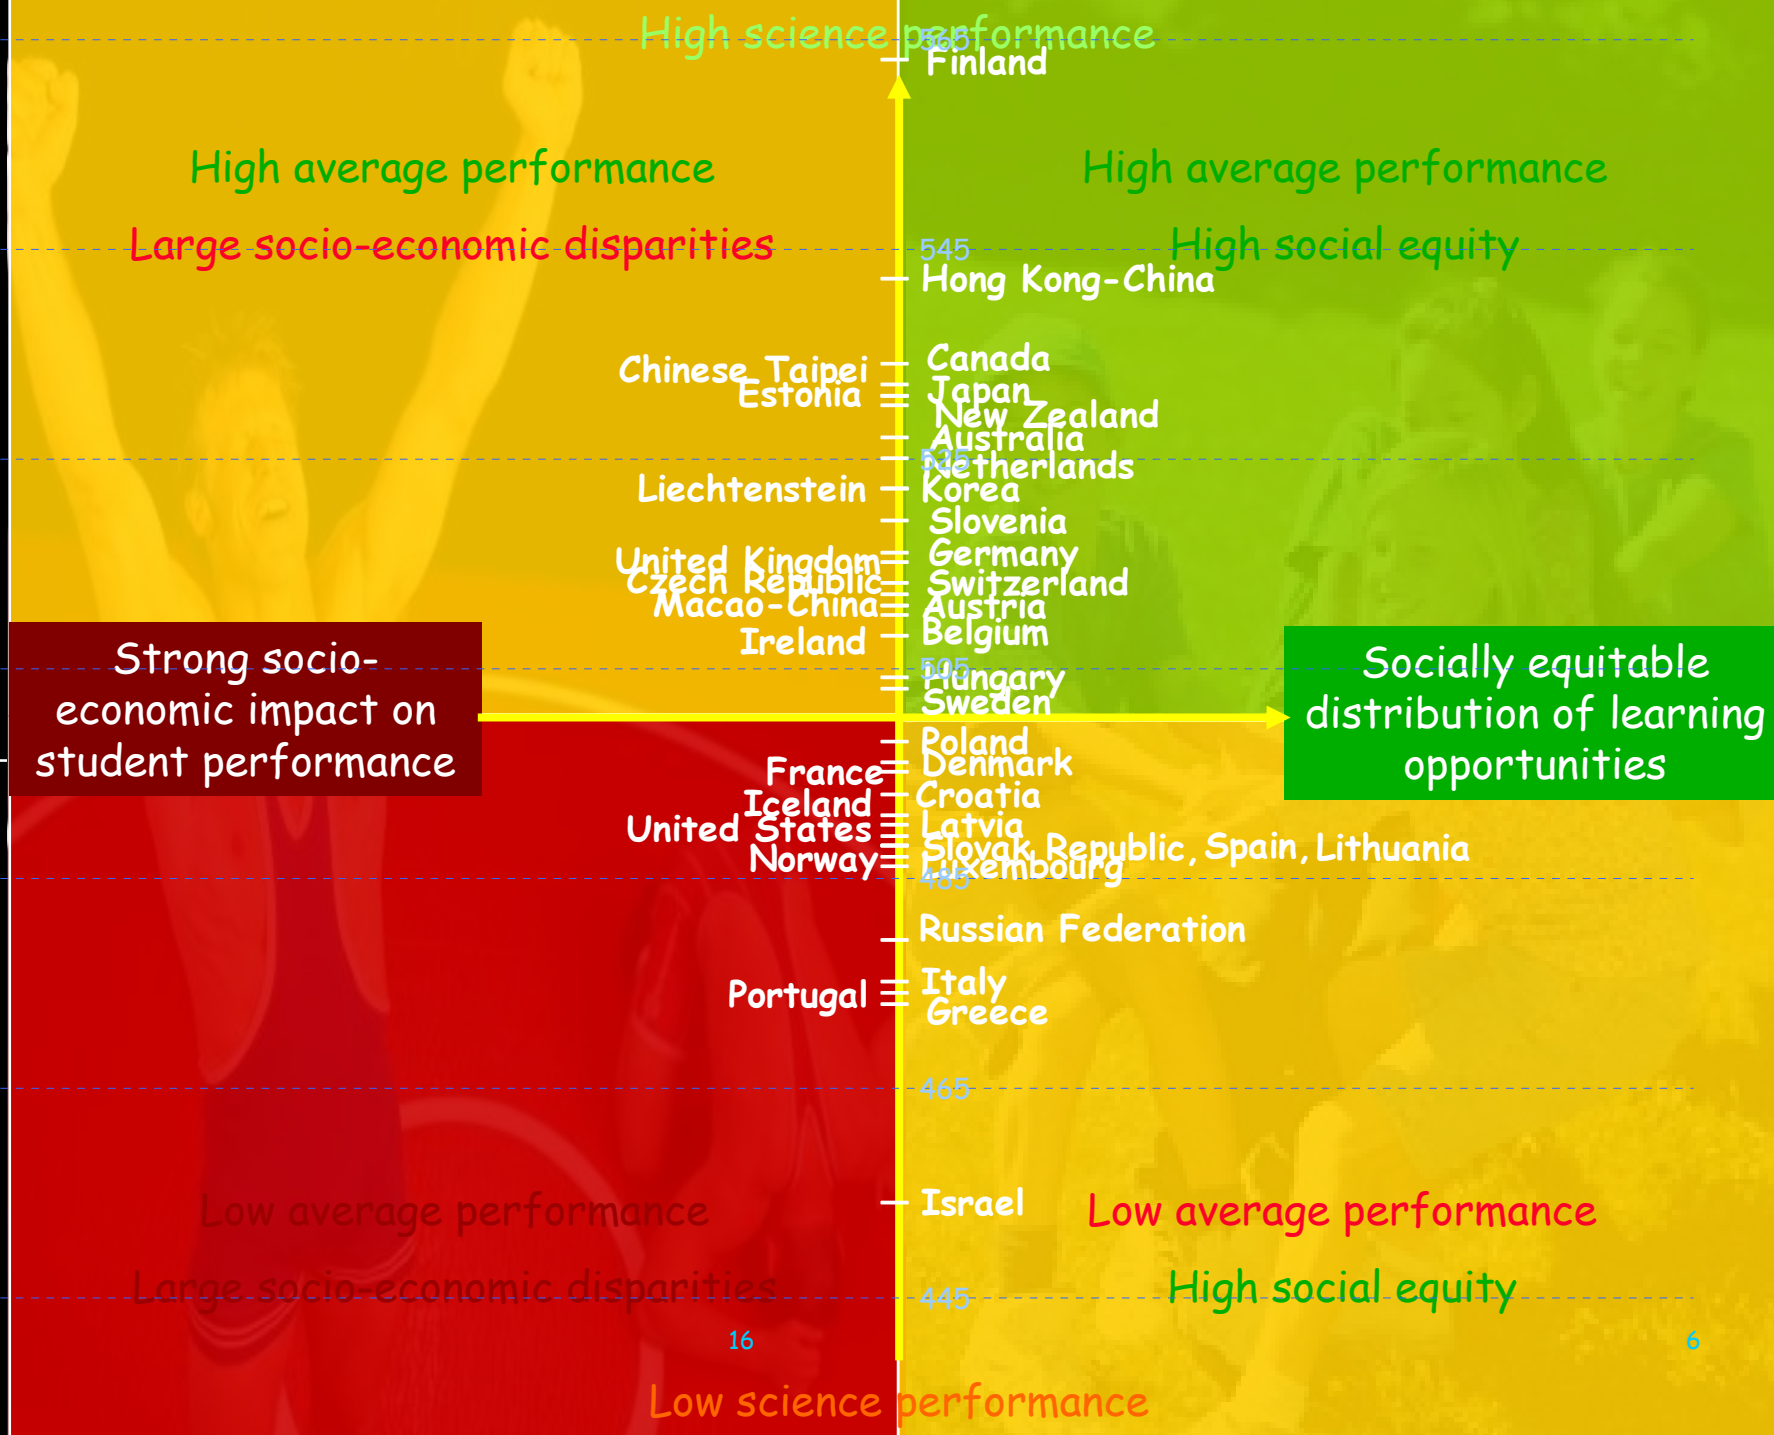 High science performance
565
Finland
High average performance
High average performance
Large socio-economic disparities
545
High social equity
Hong Kong-China
Chinese Taipei
Canada
Estonia
Japan
New Zealand
Australia
525
Netherlands
Liechtenstein
Korea
Slovenia
United Kingdom
Germany
Czech Republic
Switzerland
Macao-China
Austria
Ireland
Belgium
Strong socio-
economic impact on
student performance
505
Hungary
Sweden
Socially equitable
distribution of learning
opportunities
Poland
France
Denmark
Iceland
Croatia
United States
Latvia
Norway
Slovak Republic, Spain, Lithuania
Luxembourg
485
Russian Federation
Italy
Portugal
Greece
465
Israel
Low average performance
Low average performance
Large socio-economic disparities
High social equity
445
16
6
Low science performance